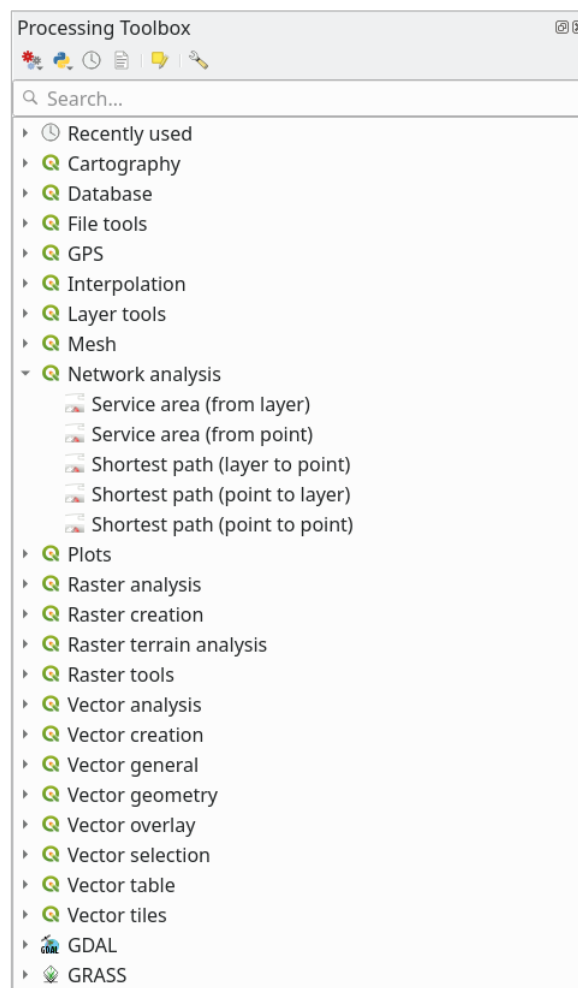 Processing Toolbox
Search...
Recently used
Cartography
Database
File tools
GPS
Interpolation
Layer tools
Mesh
Network analysis
Service area (from layer)
Service area (from point)
Shortest path (layer to point)
Shortest path (point to layer)
Shortest path (point to point)
Plots
Raster analysis
Raster creation
Raster terrain analysis
Raster tools
Vector analysis
Vector creation
Vector general
Vector geometry
Vector overlay
Vector selection
Vector table
Vector tiles
GDAL GDAL
GRASS